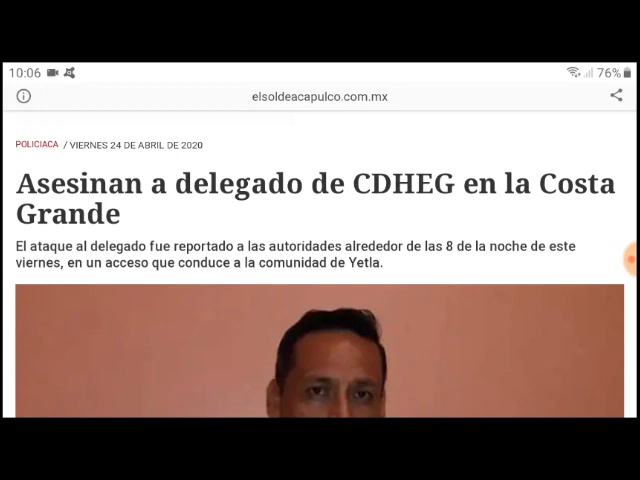 10:06 76%
elsoldeacapulco.com.mx
POLICIACA / VIERNES 24 DE ABRIL DE 2020
Asesinan a delegado de CDHEG en la Costa
Grande
El ataque al delegado fue reportado a las autoridades alrededor de las 8 de la noche de este
viernes, en un acceso que conduce a la comunidad de Yetla.